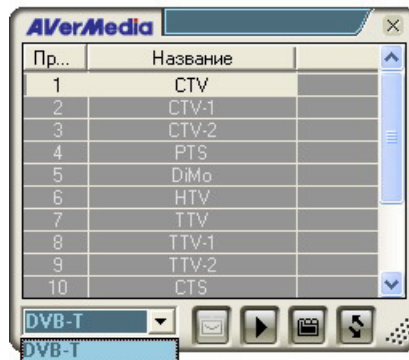 AVerMedia
Пр... Название
1 CTV
2 CTV-1
3 CTV-2
4 PTS
5 DiMo
6 HTV
7 TTV
8 TTV-1
9 TTV-2
10 CTS
DVB-T
DVB-T